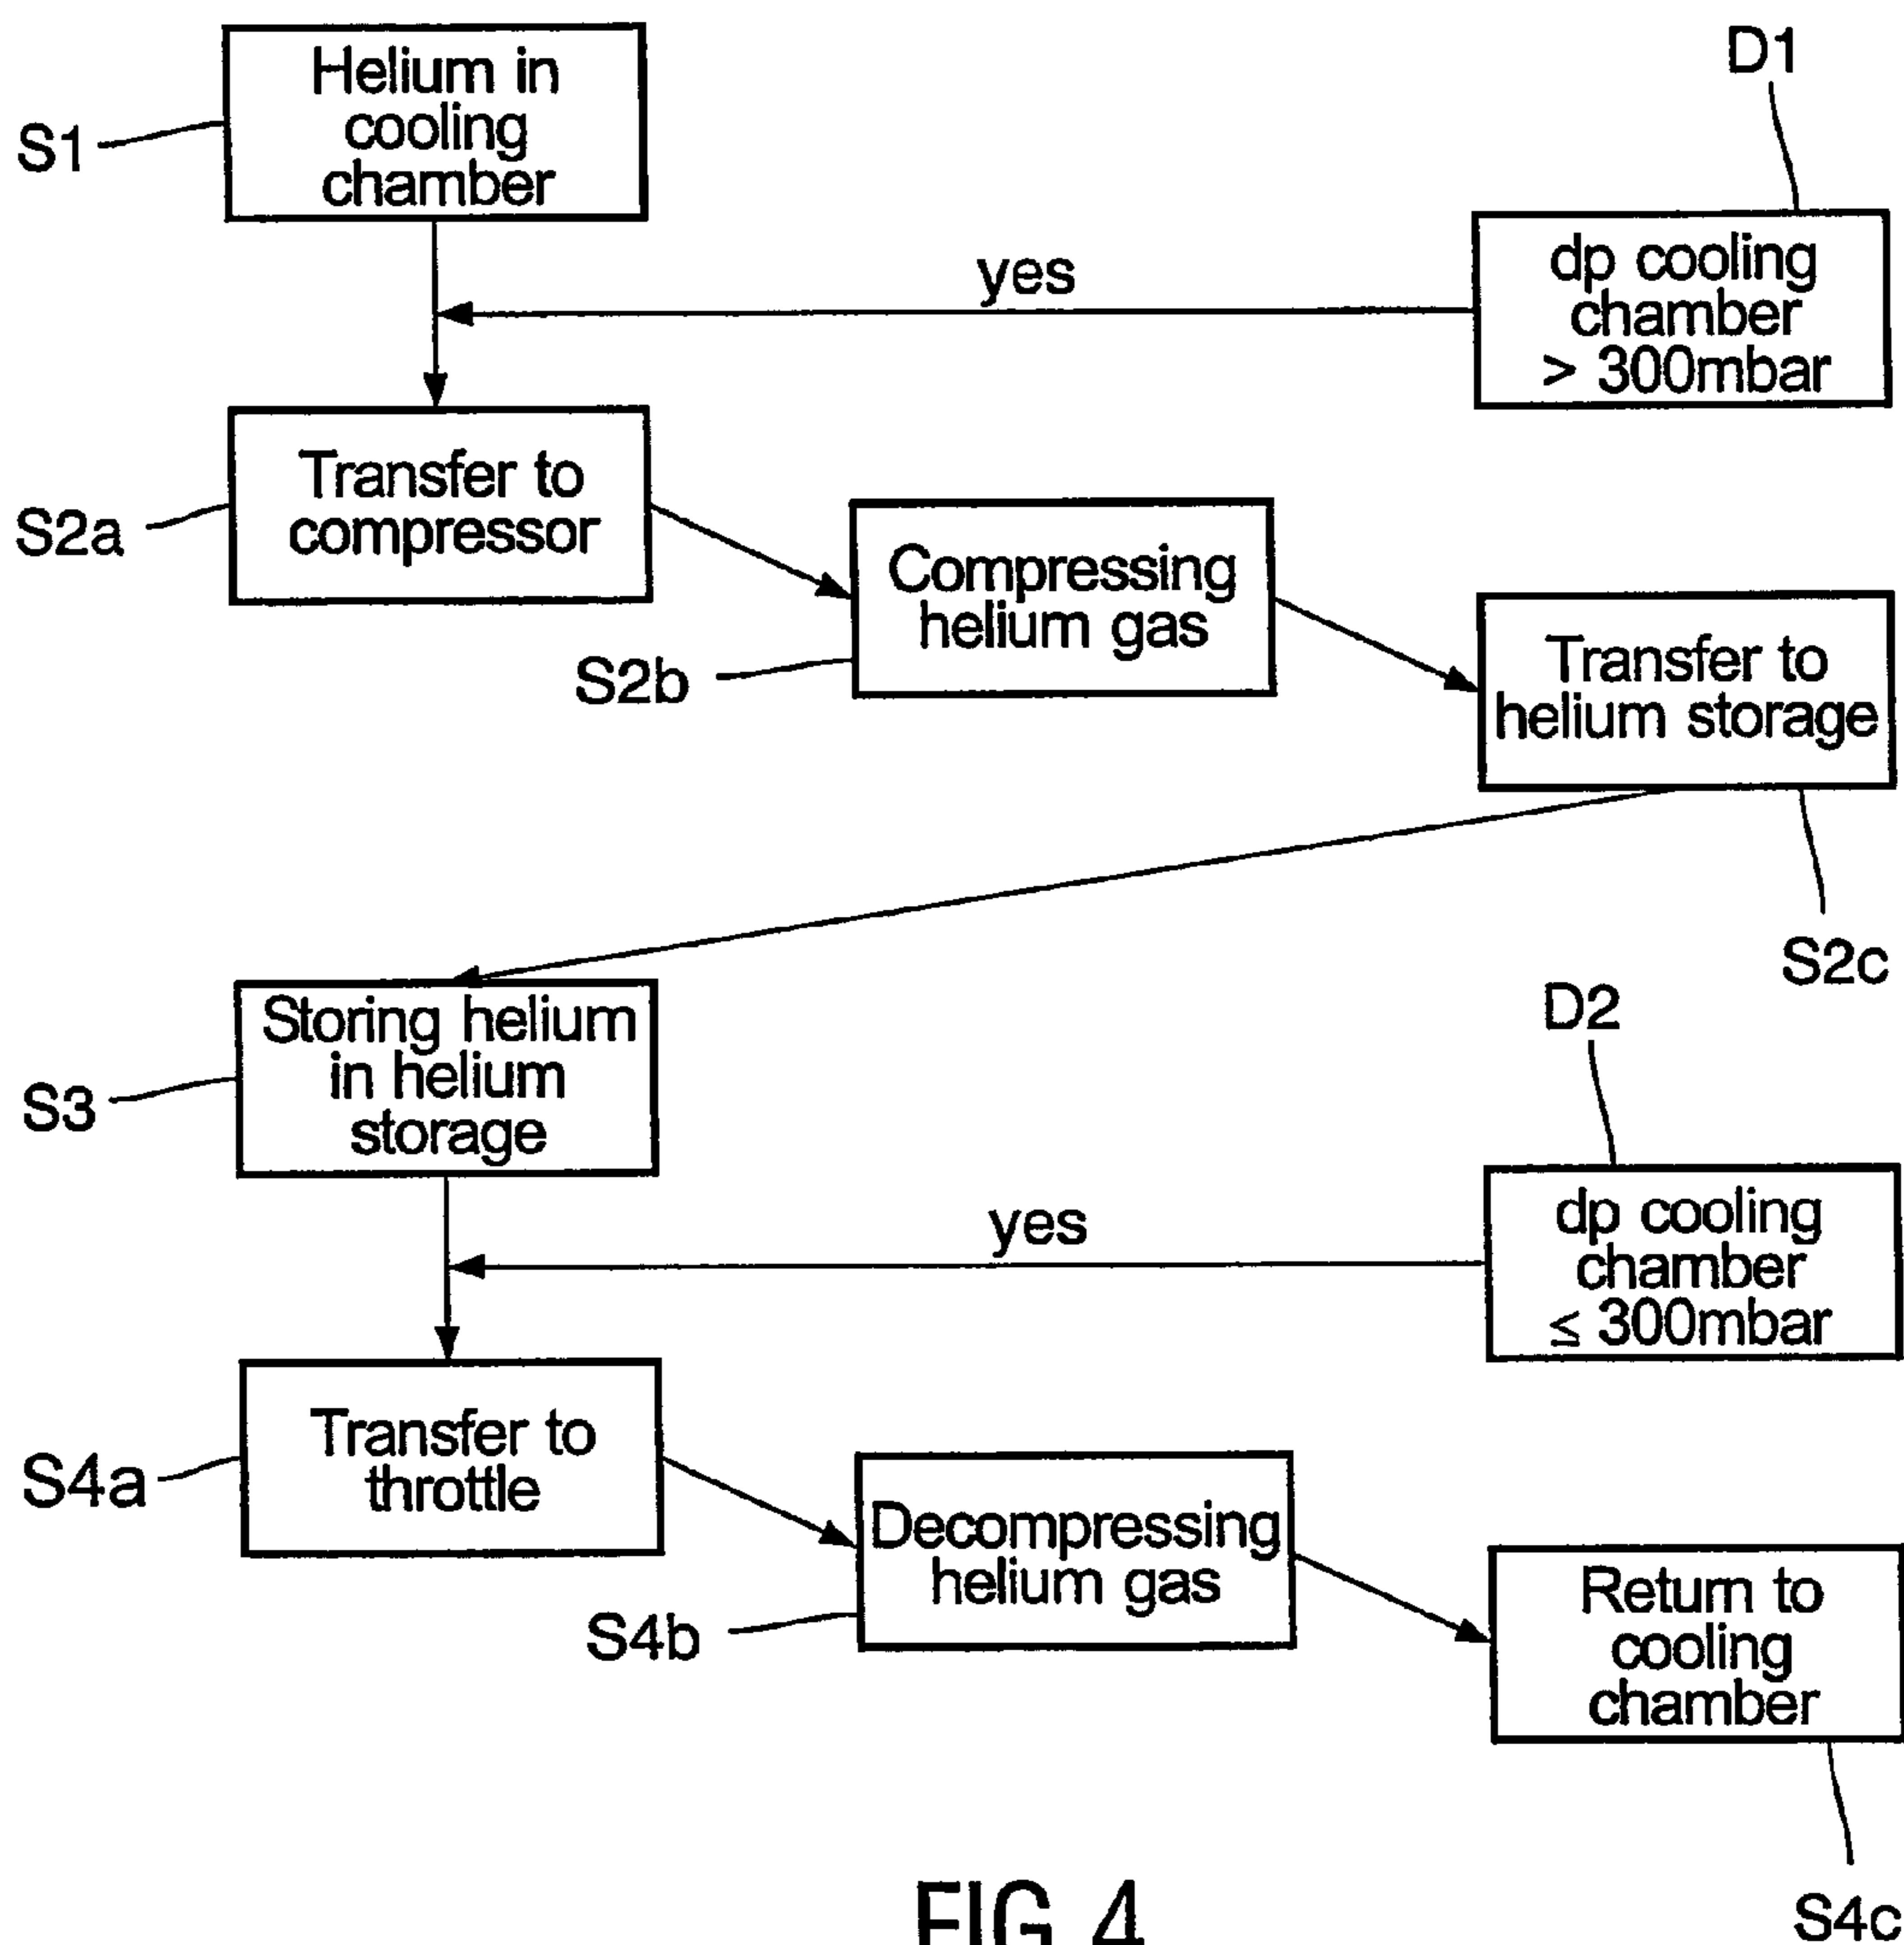 Helium in
cooling
chamber
S1
D1
dp cooling
chamber
> 300mbar
yes
Transfer to
compressor
S2a
Compressing
helium gas
S2b
Transfer to
helium storage
S2c
Storing helium
in helium
storage
S3
D2
dp cooling
chamber
≤ 300mbar
yes
Transfer to
throttle
S4a
Decompressing
helium gas
S4b
Return to
cooling
chamber
S4c
FIG 4